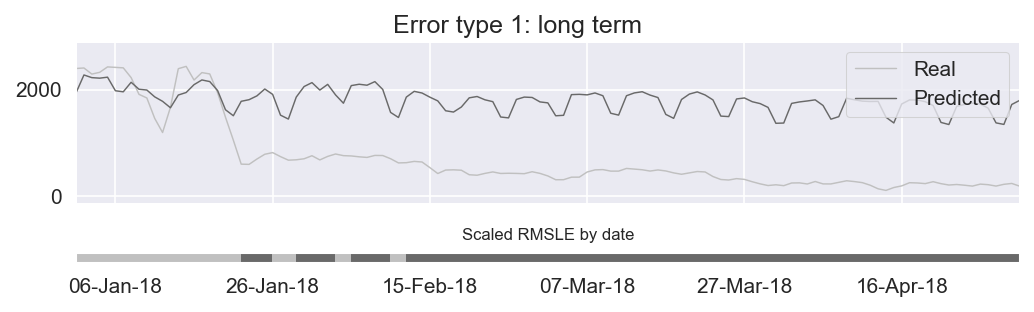 Error type 1: long term
2000
0
Real
Predicted
Scaled RMSLE by date
06-Jan-18 26-Jan-18 15-Feb-18 07-Mar-18 27-Mar-18 16-Apr-18